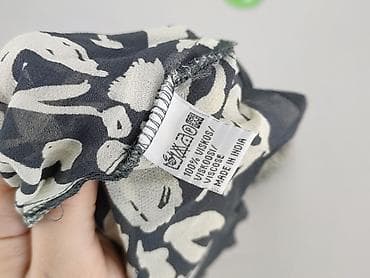 100% VISKOS/
VISKOOSI/
VISCOSE
MADE IN INDIA